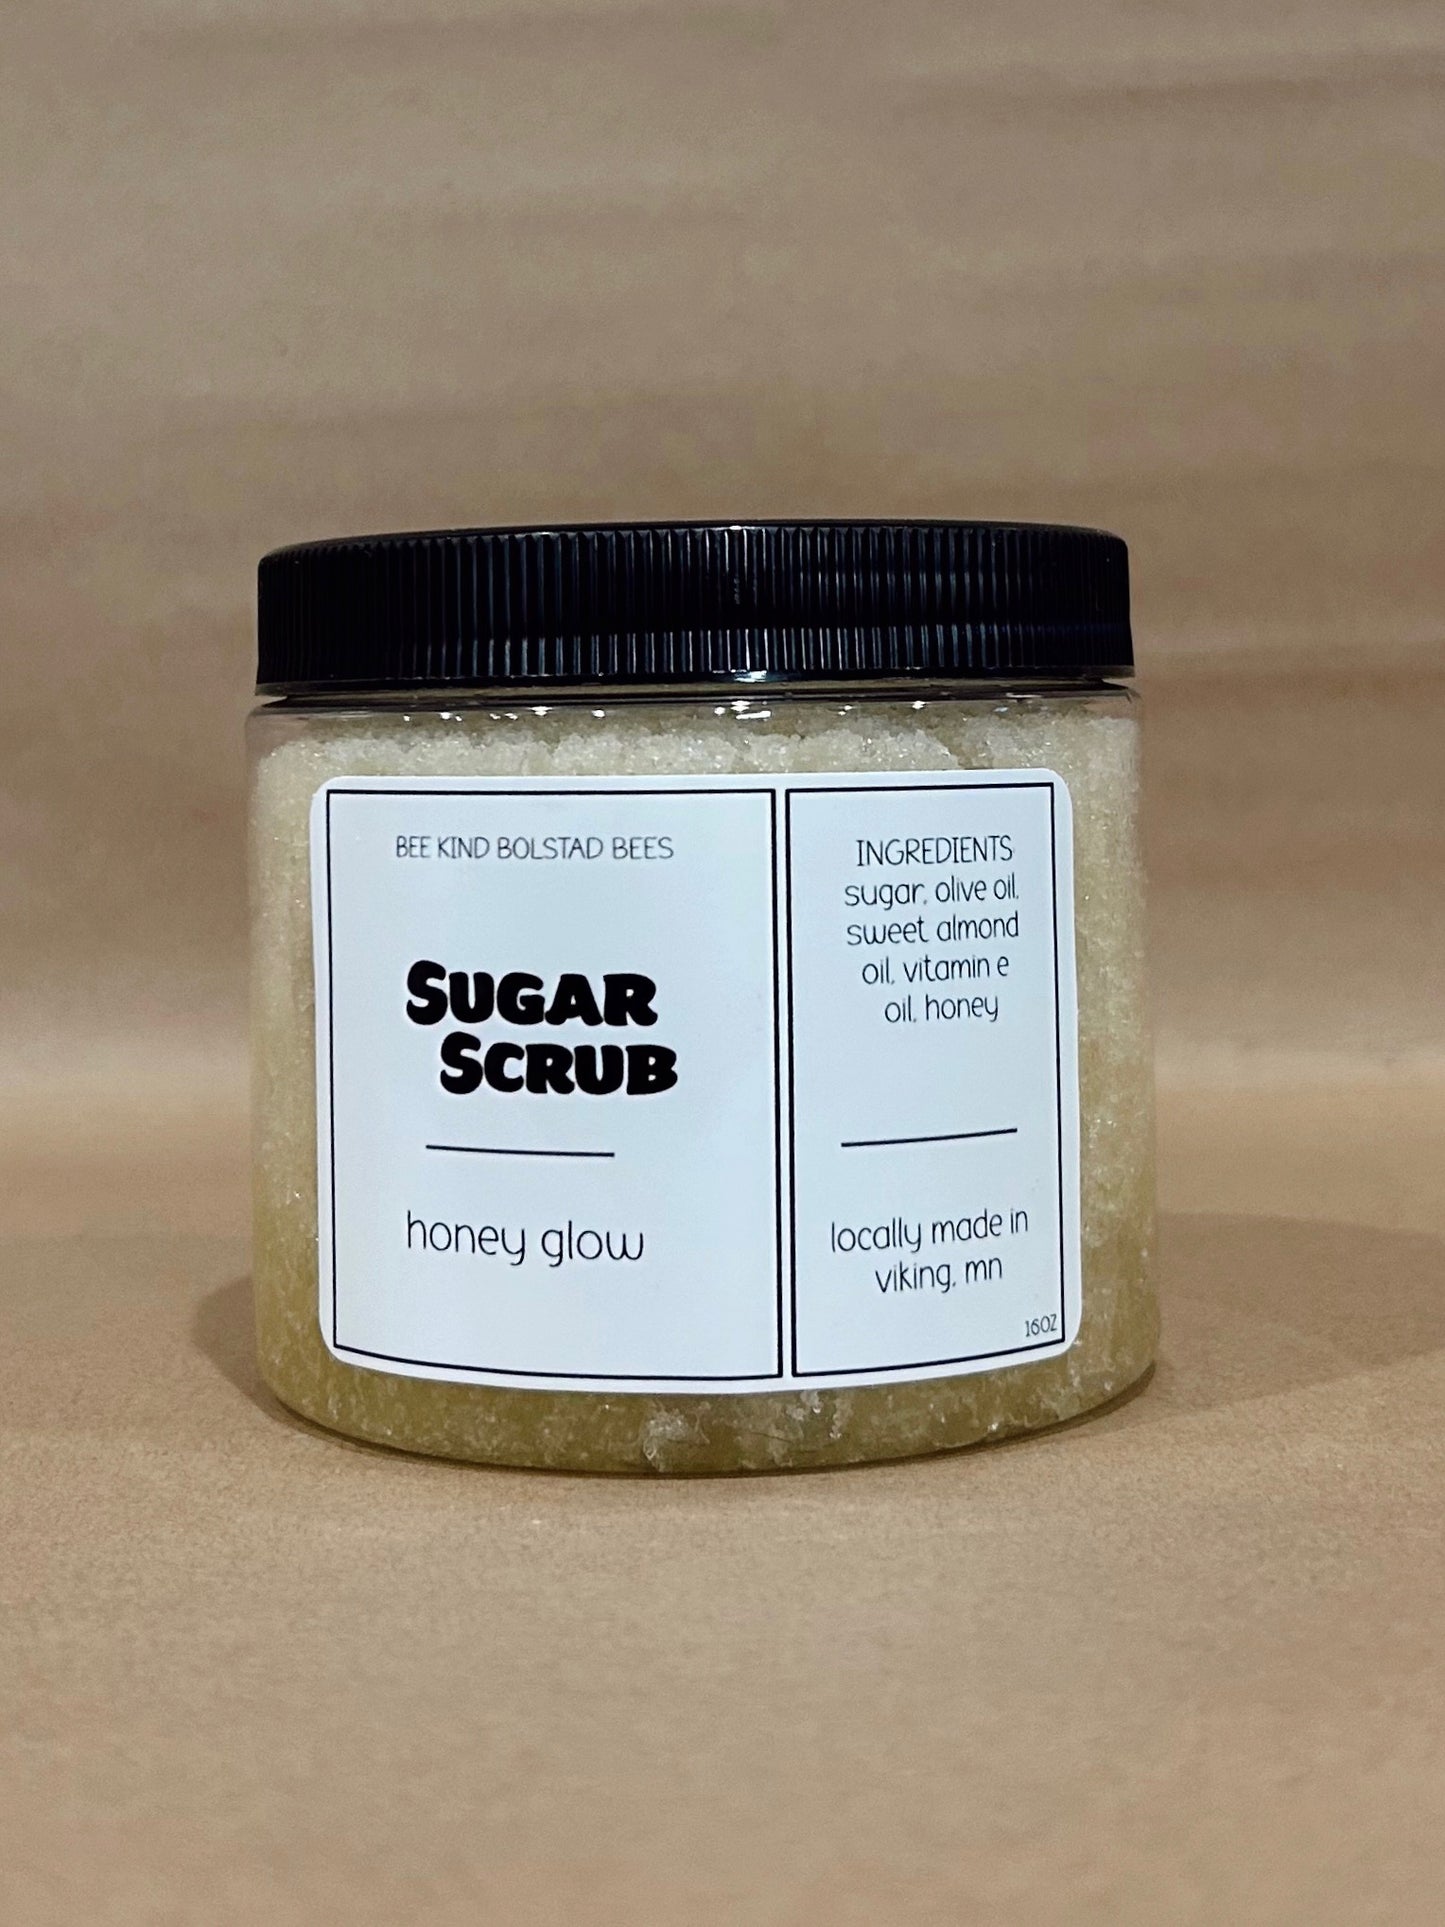 BEE KIND BOLSTAD BEES
SUGAR
SCRUB
honey glow
INGREDIENTS
sugar, olive oil,
sweet almond
oil, vitamin e
oil, honey
locally made in
viking, mn
16OZ